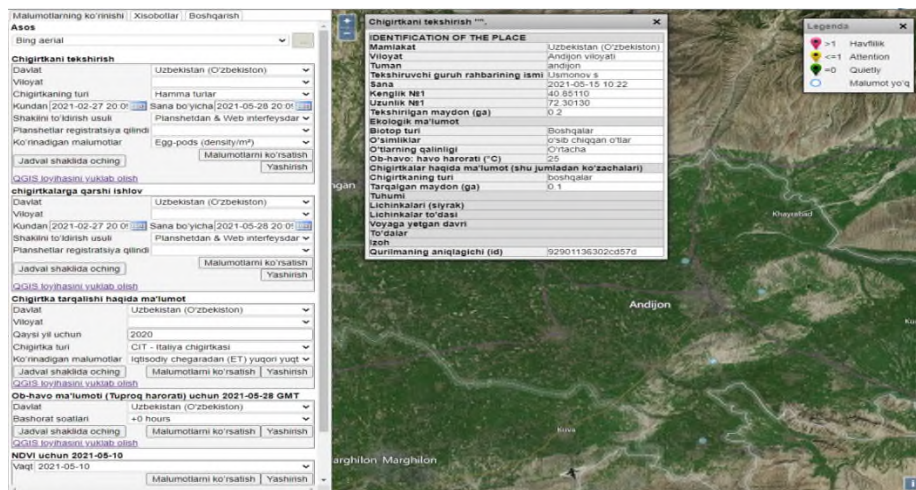 Malumotlarning ko'rinishi Xisobotlar Boshqarish
Asos
Bing aerial
Chigirtkani tekshirish
Davlat Uzbekistan (O'zbekiston)
Viloyat
Chigirtkaning turi Hamma turlar
Kundan 2021-02-27 20:0 Sana bo'yicha 2021-05-28 20:0
Shaklini to'ldirish usuli Planshetdan & Web interfeysdar
Planshetlar registratsiya qilindi
Ko'rinadigan malumotlar Egg-pods (density/m²)
Jadval shaklida oching Malumotlarni ko'rsatish
Yashirish
QGIS loyihasini yuklab olish
chigirtkalarga qarshi ishlov
Davlat Uzbekistan (O'zbekiston)
Viloyat
Kundan 2021-02-27 20:0 Sana bo'yicha 2021-05-28 20:0
Shaklini to'ldirish usuli Planshetdan & Web interfeysdar
Planshetlar registratsiya qilindi
Jadval shaklida oching Malumotlarni ko'rsatish
Yashirish
QGIS loyihasini yuklab olish
Chigirtka tarqalishi haqida ma'lumot
Davlat Uzbekistan (O'zbekiston)
Viloyat
Qaysi yil uchun 2020
Chigirtka turi CIT - Italiya chigirtkasi
Ko'rinadigan malumotlar Iqtisodiy chegaradan (ET) yuqori yuqt
Jadval shaklida oching Malumotlarni ko'rsatish Yashirish
QGIS loyihasini yuklab olish
Ob-havo ma'lumoti (Tuproq harorati) uchun 2021-05-28 GMT
Davlat Uzbekistan (O'zbekiston)
Bashorat soatlari +0 hours
Jadval shaklida oching Malumotlarni ko'rsatish Yashirish
QGIS loyihasini yuklab olish
NDVI uchun 2021-05-10
Vaqt 2021-05-10
Malumotlarni ko'rsatish Yashirish
Chigirtkani tekshirish "".
IDENTIFICATION OF THE PLACE
Mamlakat Uzbekistan (O'zbekiston)
Viloyat Andijon viloyati
Tuman andijon
Tekshiruvchi guruh rahbarining ismi Usmonov s
Sana 2021-05-15 10:22
Kenglik №1 40.85110
Uzunlik №1 72.30130
Tekshirilgan maydon (ga) 0.2
Ekologik ma'lumot
Biotop turi Boshqalar
O'simliklar o'sib chiqqan o'tlar
O'tlarning qalinligi O'rtacha
Ob-havo: havo harorati (°C) 25
Chigirtkalar haqida ma'lumot (shu jumladan ko'zachalari)
Chigirtkaning turi boshqalar
Tarqalgan maydon (ga) 0.1
Tuhumi
Lichinkalari (siyrak)
Lichinkalar to'dasi
Voyaga yetgan davri
To'dalar
Izoh
Qurilmaning aniqlagichi (id) 92901136302cd57d
Legenda
>1 Havflilik
<=1 Attention
=0 Quietly
Malumot yo'q
ngan
Khayrabad
Andijon
Kuva
arghilon Marghilon